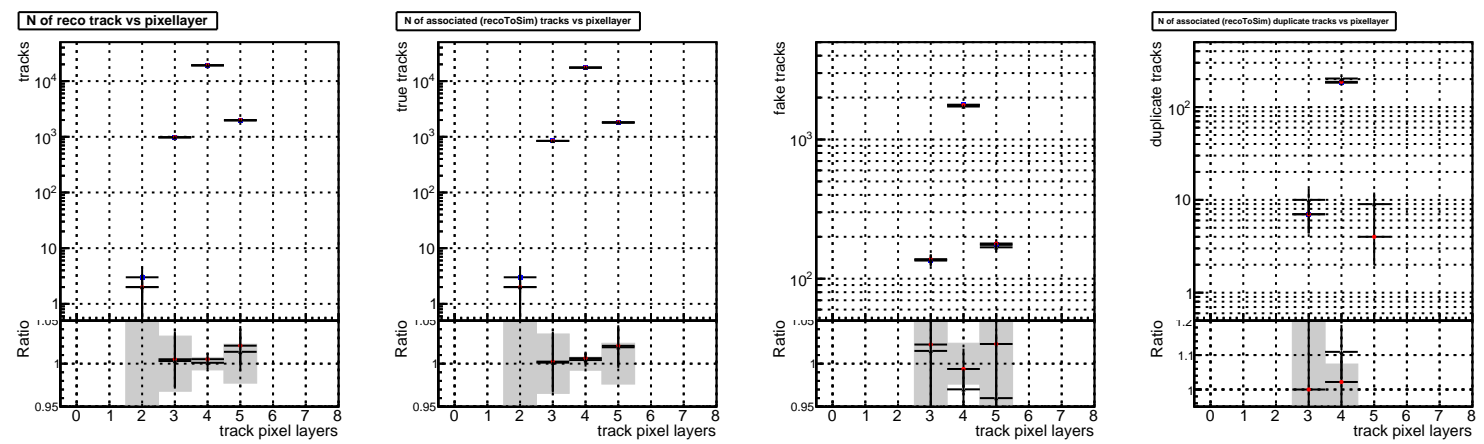 N of reco track vs pixellayer
tracks
10^4
10^3
10^2
10
1
Ratio
1.05
1
0.95
0 1 2 3 4 5 6 7 8
track pixel layers
N of associated (recoToSim) tracks vs pixellayer
true tracks
10^4
10^3
10^2
10
1
Ratio
1.05
1
0.95
0 1 2 3 4 5 6 7 8
track pixel layers
fake tracks
10^3
10^2
Ratio
1.05
1
0.95
0 1 2 3 4 5 6 7 8
track pixel layers
N of associated (recoToSim) duplicate tracks vs pixellayer
duplicate tracks
10^2
10
1
Ratio
1.2
1.1
1
0 1 2 3 4 5 6 7 8
track pixel layers